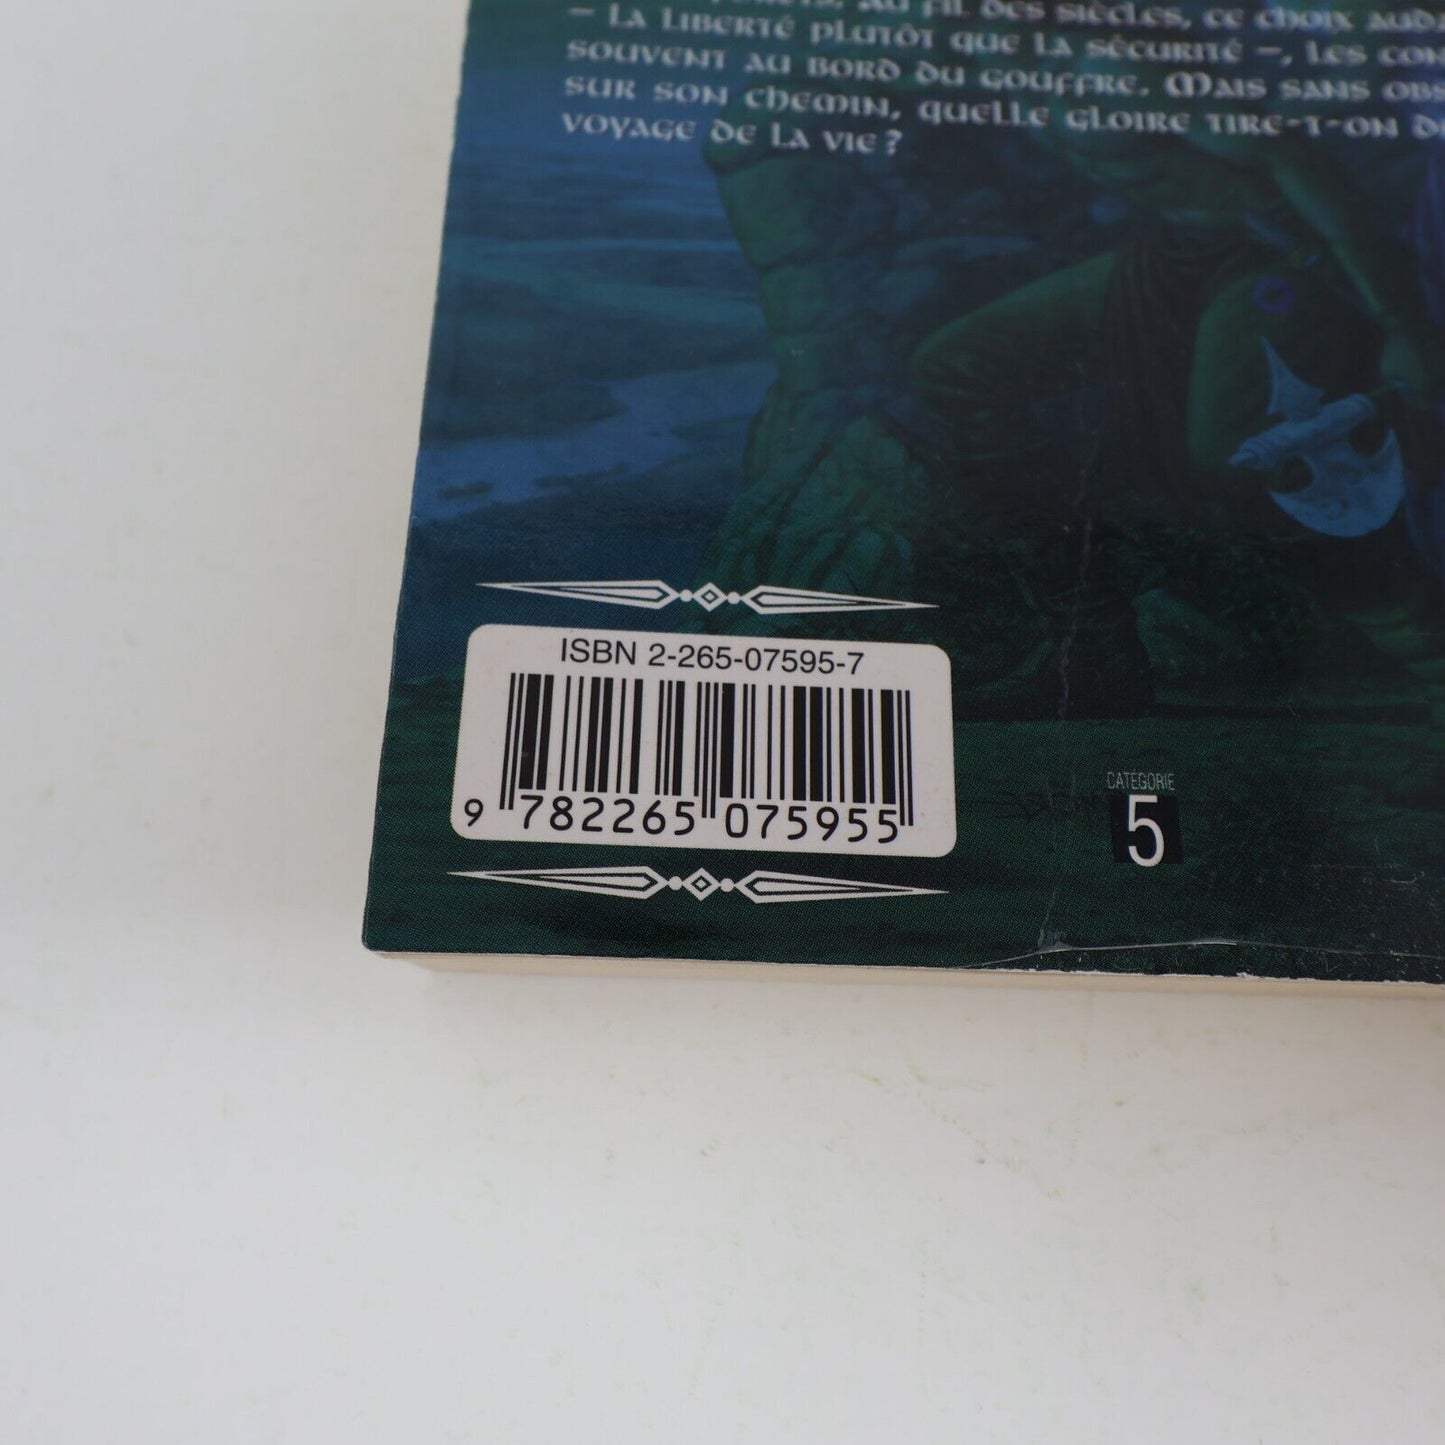 AU FIL DES SIÈCLES, CE CHOIX
– LA LIBERTÉ PLUTÔT QUE LA SÉCURITÉ –, LES
SOUVENT AU BORD DU GOUFFRE. MAIS SANS
SUR SON CHEMIN, QUELLE GLOIRE TIRE-T-ON
VOYAGE DE LA VIE ?
ISBN 2-265-07595-7
9 782265 075955
CATÉGORIE
5